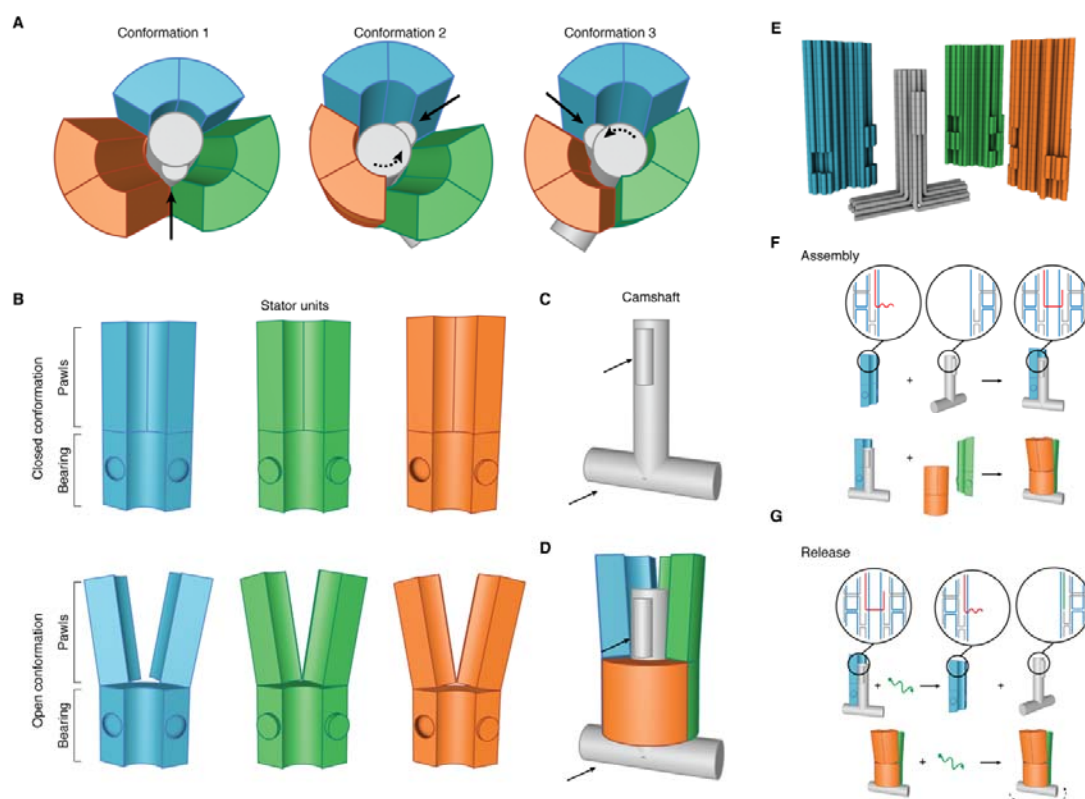 A
Conformation 1
Conformation 2
Conformation 3
B
Stator units
Closed conformation
Pawls
Bearing
Open conformation
Pawls
Bearing
C
Camshaft
D
E
F
Assembly
+
+
G
Release
+
+
+